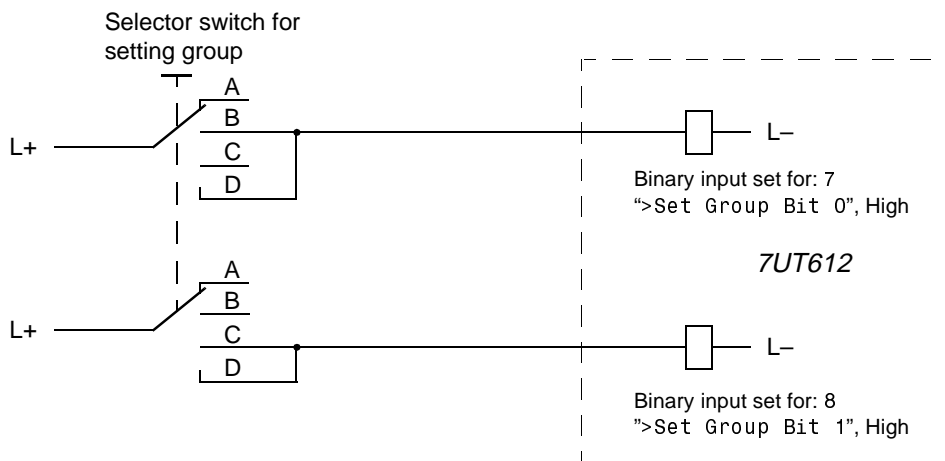 Selector switch for
setting group
A
B
L+
L–
C
D
Binary input set for: 7
“>Set Group Bit 0”, High
7UT612
A
B
L+
C
L–
D
Binary input set for: 8
”>Set Group Bit 1”, High